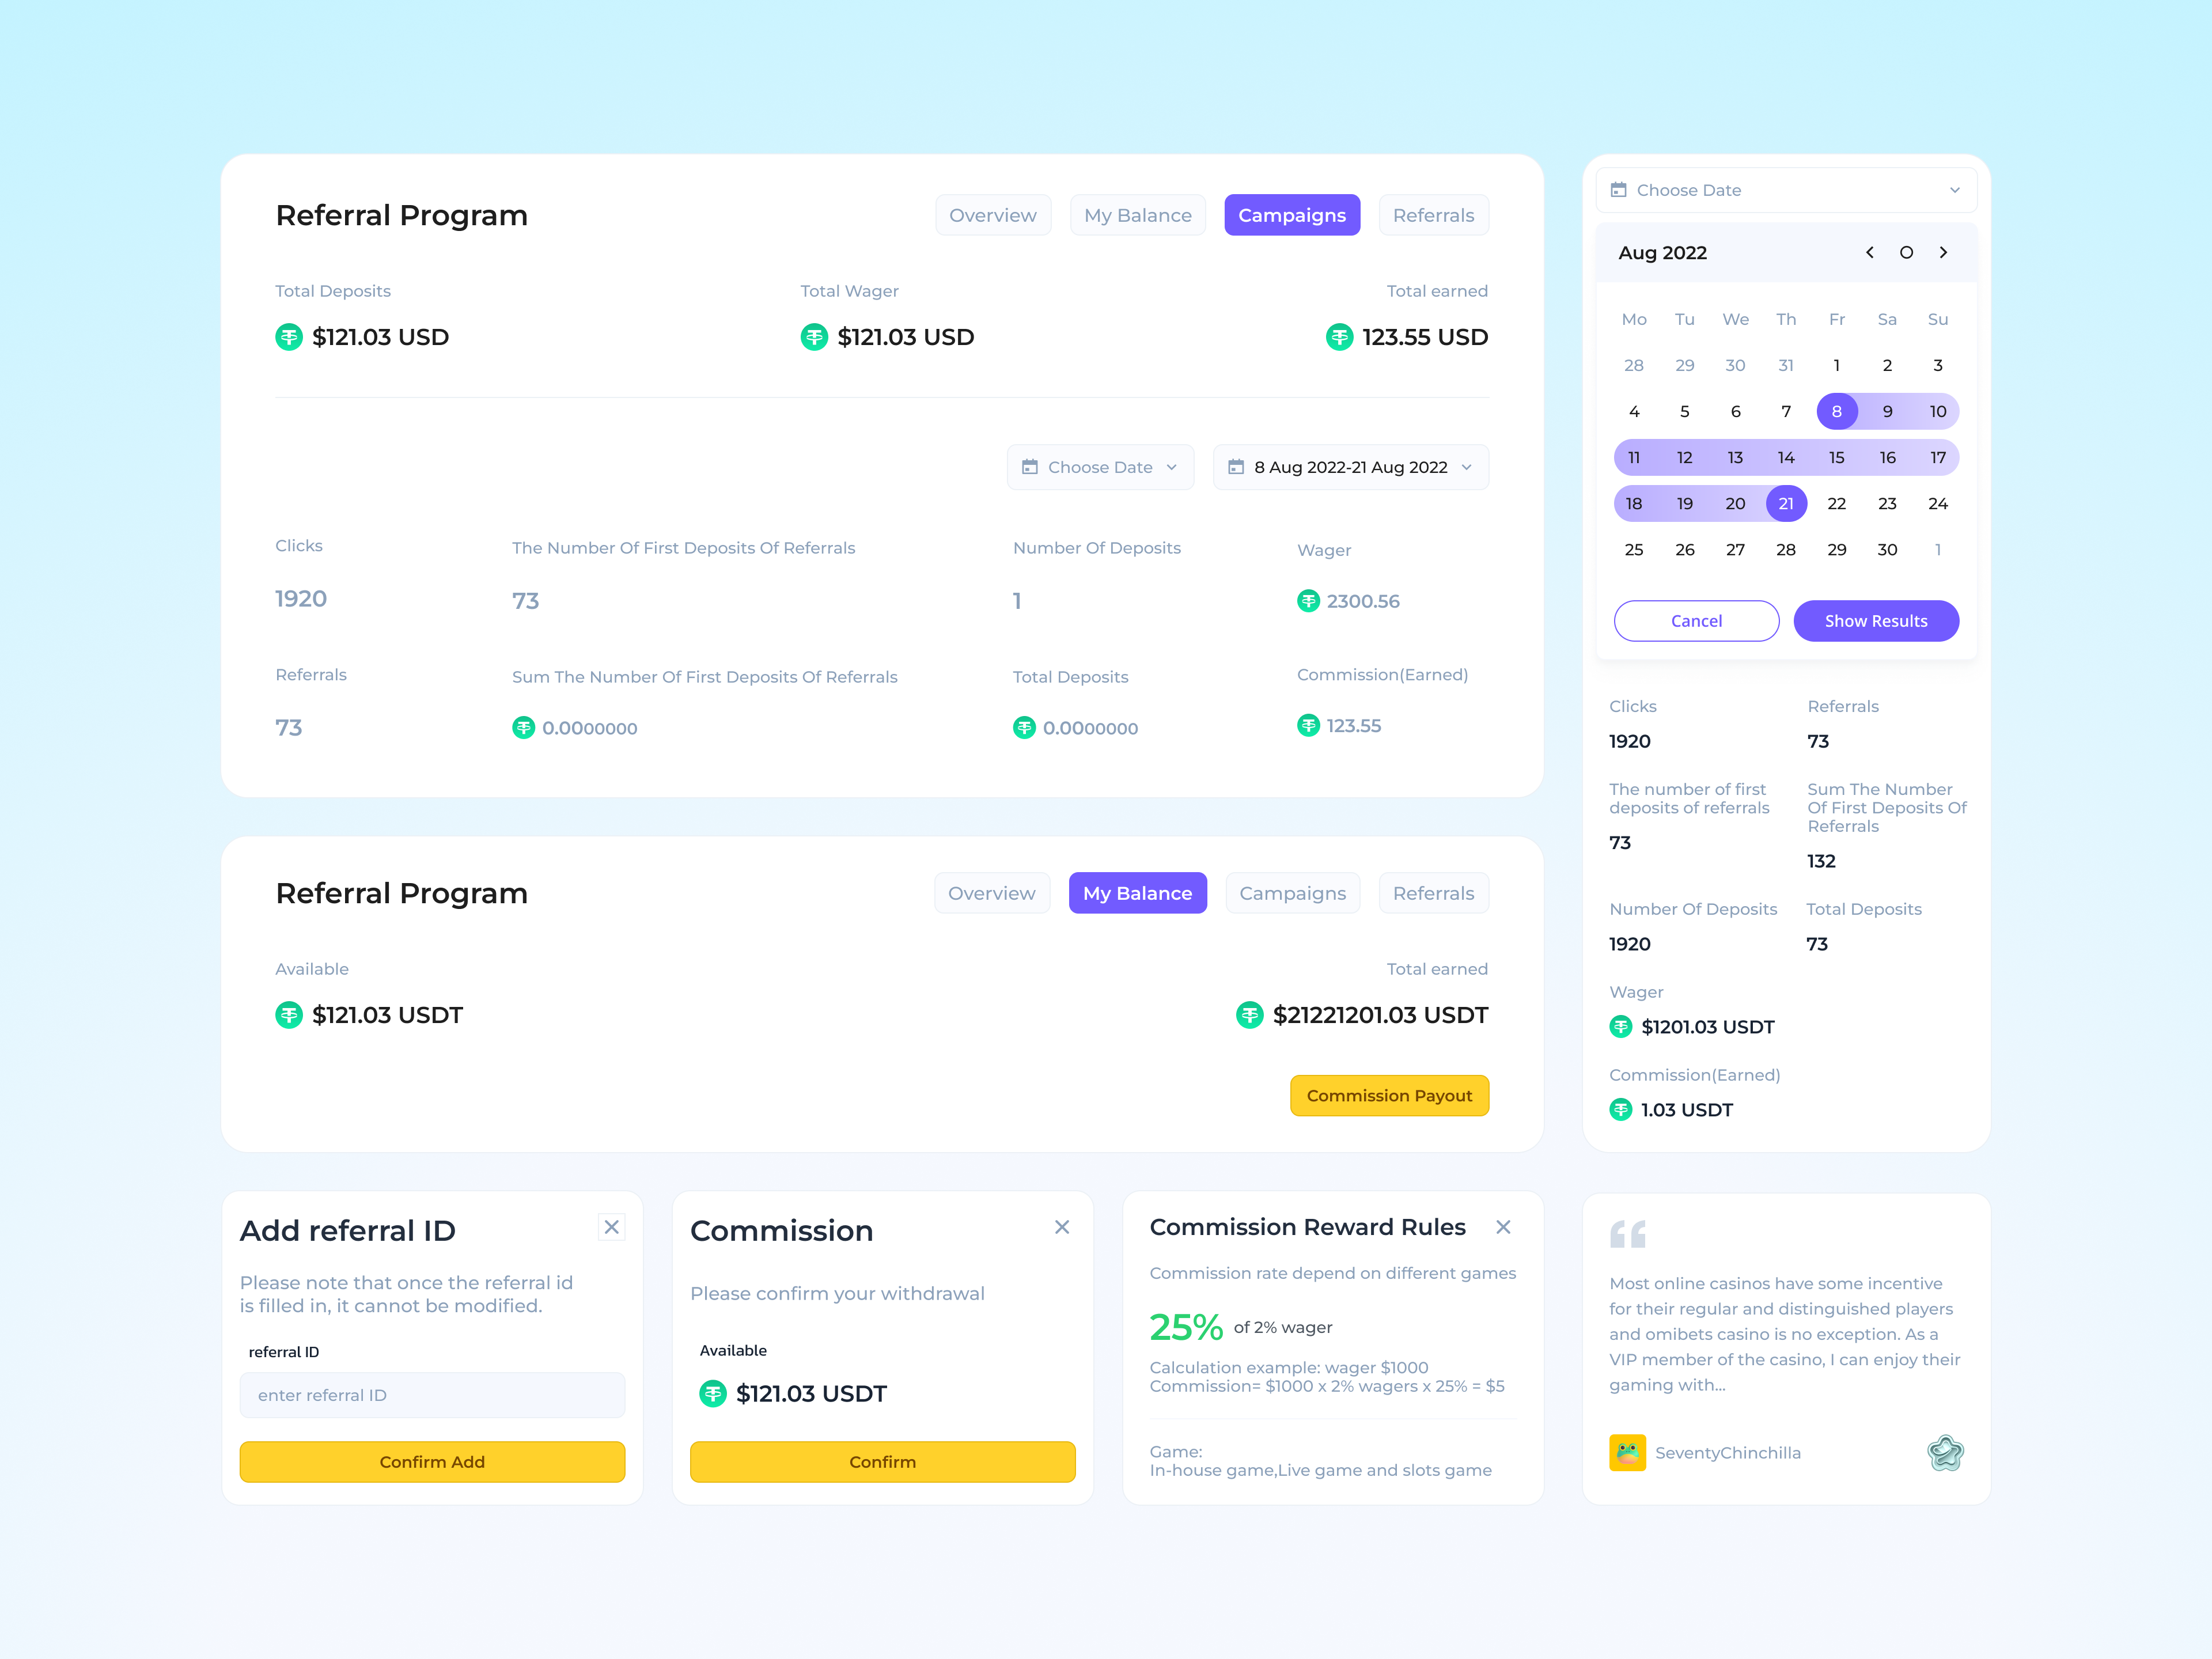 Referral Program
Overview
My Balance
Campaigns
Referrals
Total Deposits
Total Wager
Total earned
$121.03 USD
$121.03 USD
123.55 USD
Choose Date
8 Aug 2022-21 Aug 2022
Clicks
The Number Of First Deposits Of Referrals
Number Of Deposits
Wager
1920
73
1
2300.56
Referrals
Sum The Number Of First Deposits Of Referrals
Total Deposits
Commission(Earned)
73
0.0000000
0.0000000
123.55
Referral Program
Overview
My Balance
Campaigns
Referrals
Available
Total earned
$121.03 USDT
$21221201.03 USDT
Commission Payout
Choose Date
Aug 2022
Mo Tu We Th Fr Sa Su
28 29 30 31 1 2 3
4 5 6 7 8 9 10
11 12 13 14 15 16 17
18 19 20 21 22 23 24
25 26 27 28 29 30 1
Cancel
Show Results
Clicks
Referrals
1920
73
The number of first
deposits of referrals
73
Sum The Number
Of First Deposits Of
Referrals
132
Number Of Deposits
Total Deposits
1920
73
Wager
$1201.03 USDT
Commission(Earned)
1.03 USDT
Add referral ID
Please note that once the referral id
is filled in, it cannot be modified.
referral ID
enter referral ID
Confirm Add
Commission
Please confirm your withdrawal
Available
$121.03 USDT
Confirm
Commission Reward Rules
Commission rate depend on different games
25% of 2% wager
Calculation example: wager $1000
Commission= $1000 x 2% wagers x 25% = $5
Game:
In-house game,Live game and slots game
Most online casinos have some incentive
for their regular and distinguished players
and omibets casino is no exception. As a
VIP member of the casino, I can enjoy their
gaming with...
SeventyChinchilla